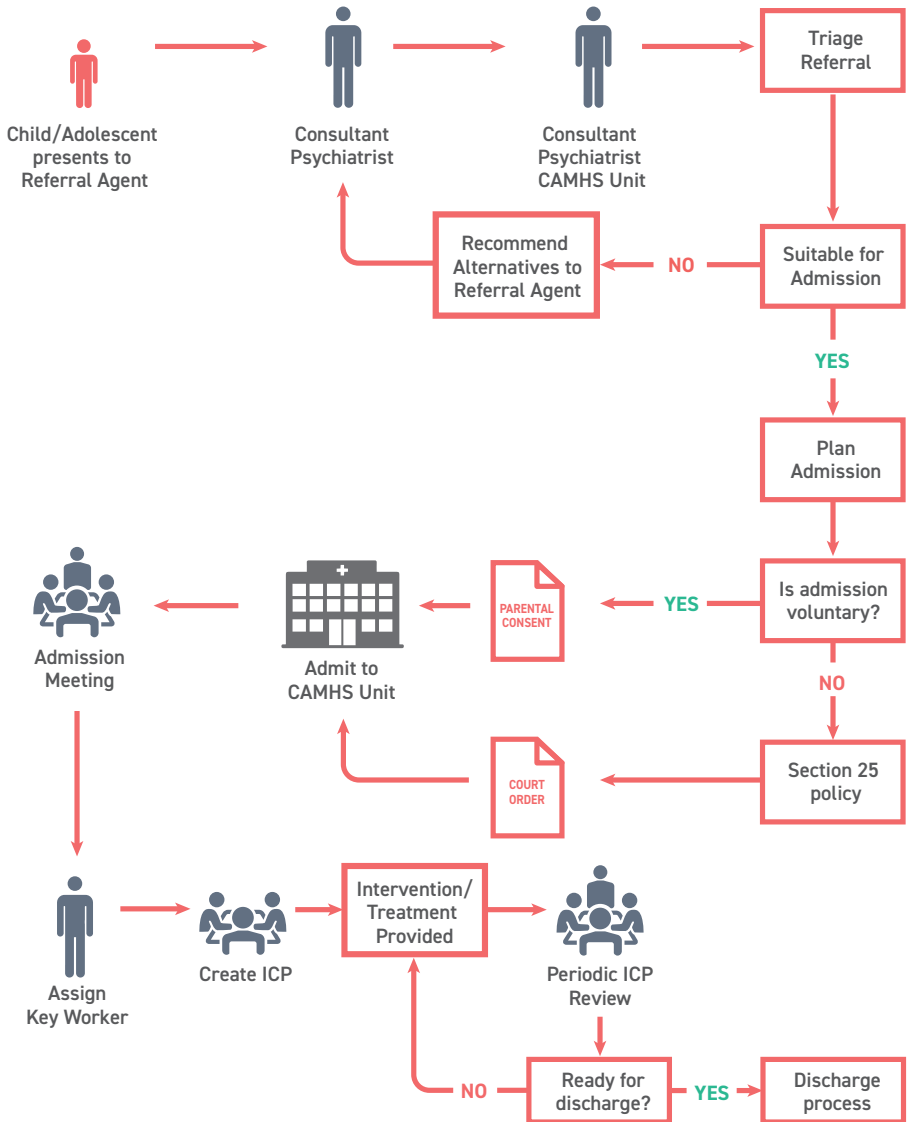 Child/Adolescent
presents to
Referral Agent
Consultant
Psychiatrist
Consultant
Psychiatrist
CAMHS Unit
Triage
Referral
Recommend
Alternatives to
Referral Agent
NO
Suitable for
Admission
YES
Plan
Admission
Is admission
voluntary?
YES
PARENTAL
CONSENT
Admit to
CAMHS Unit
Admission
Meeting
NO
Section 25
policy
COURT
ORDER
Assign
Key Worker
Create ICP
Intervention/
Treatment
Provided
Periodic ICP
Review
Ready for
discharge?
NO
YES
Discharge
process